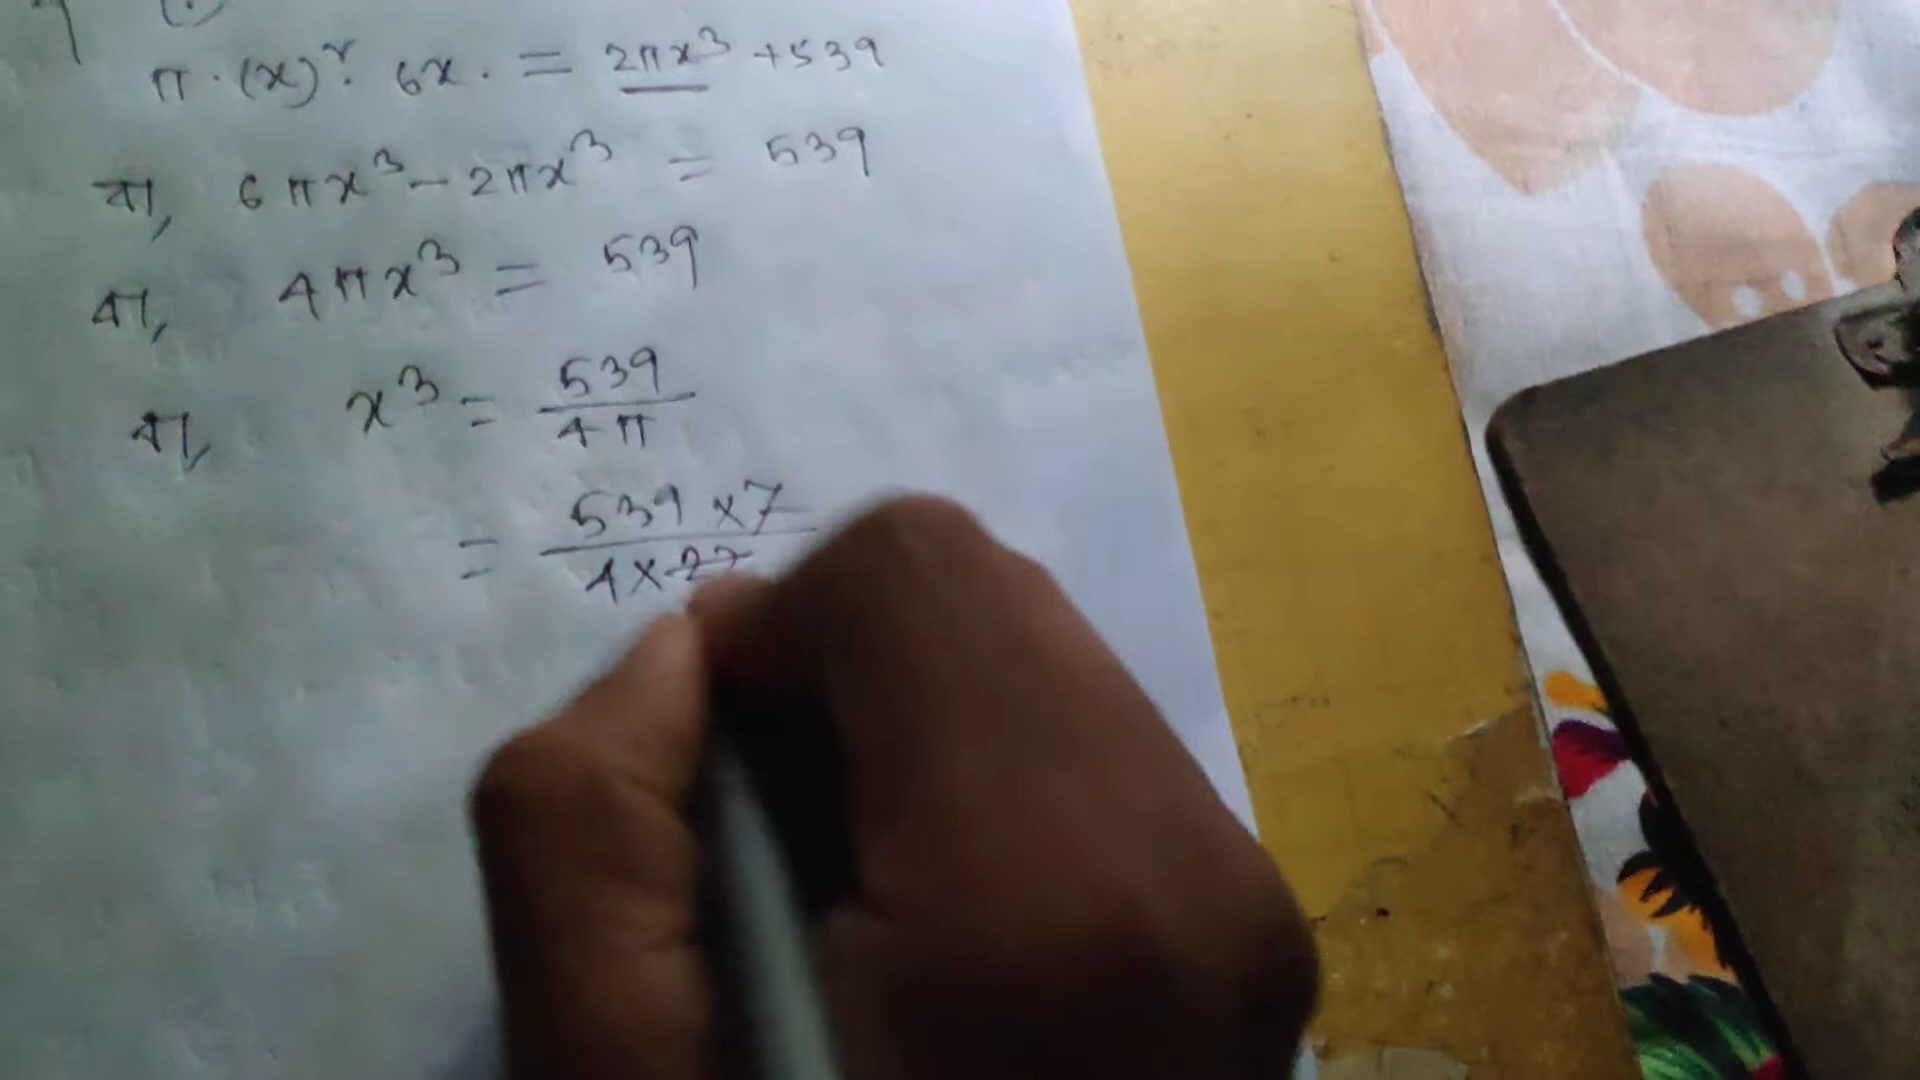 π·(x)². 6x. = 2πx³ + 539
বা, 6πx³ - 2πx³ = 539
বা, 4πx³ = 539
বা, x³ = 539/4π
= 539×7/4×22